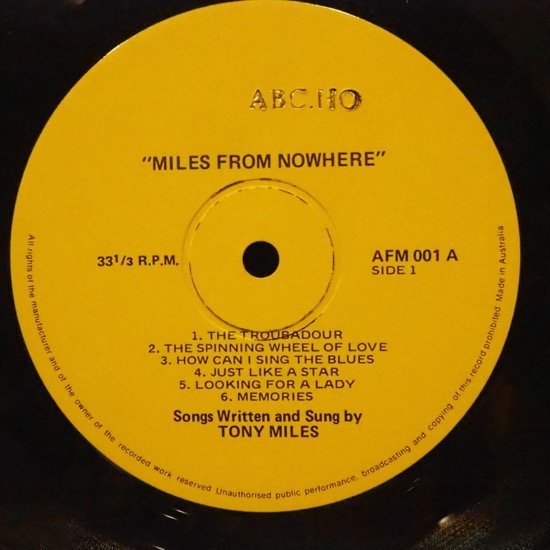 ABC.HO
"MILES FROM NOWHERE"
33 1/3 R.P.M.
AFM 001 A
SIDE 1
1. THE TROUBADOUR
2. THE SPINNING WHEEL OF LOVE
3. HOW CAN I SING THE BLUES
4. JUST LIKE A STAR
5. LOOKING FOR A LADY
6. MEMORIES
Songs Written and Sung by
TONY MILES
All rights of the manufacturer and of the owner of the recorded work reserved Unauthorised public performance, broadcasting and copying of this record prohibited Made in Australia